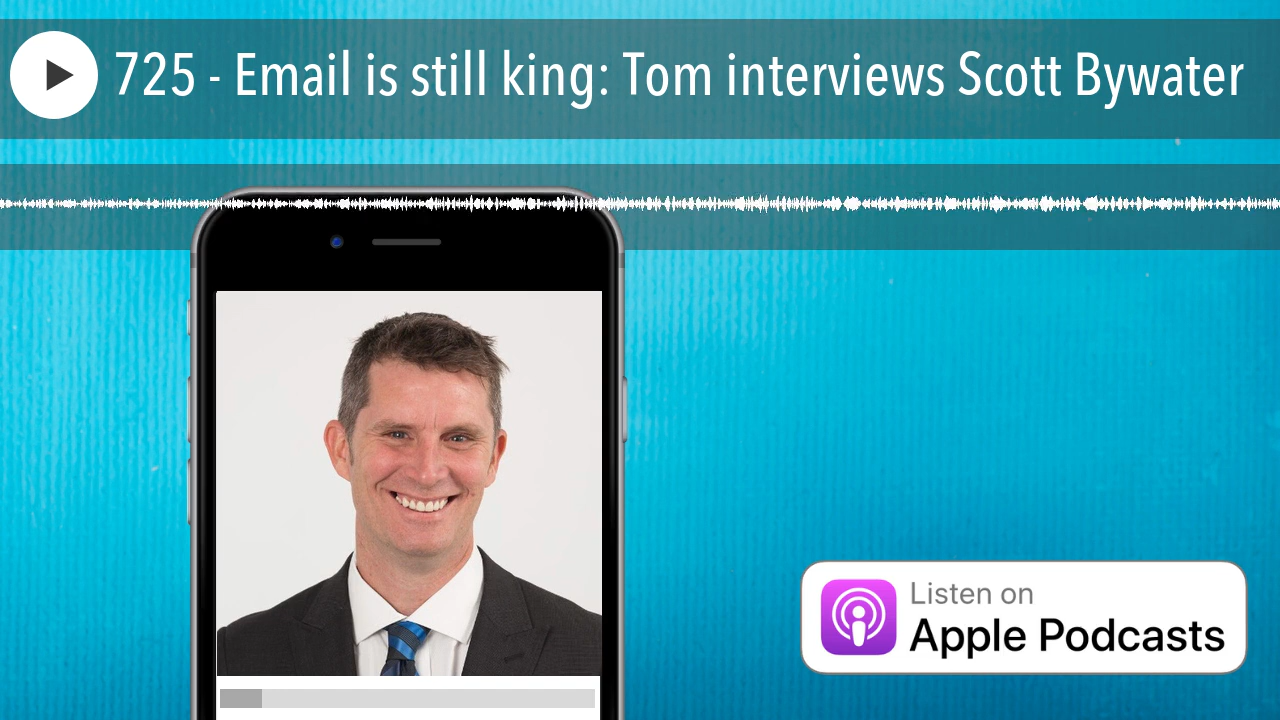 725 - Email is still king: Tom interviews Scott Bywater
Listen on
Apple Podcasts